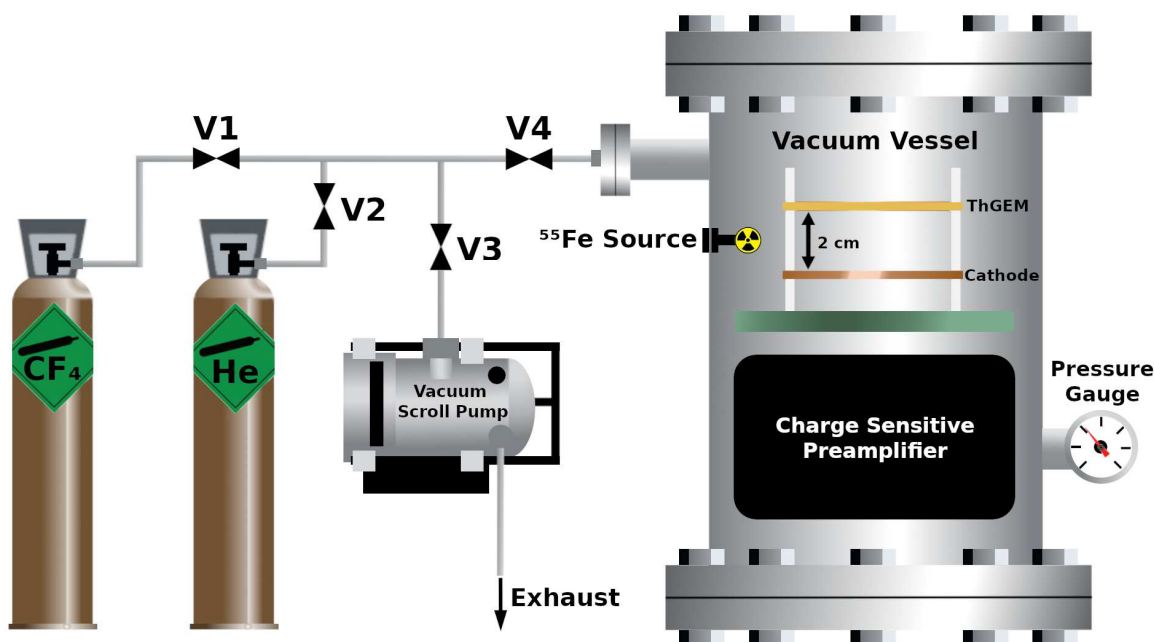 V1
V4
Vacuum Vessel
V2
ThGEM
⁵⁵Fe Source
2 cm
V3
Cathode
CF₄
He
Vacuum
Scroll Pump
Pressure
Gauge
Charge Sensitive
Preamplifier
Exhaust